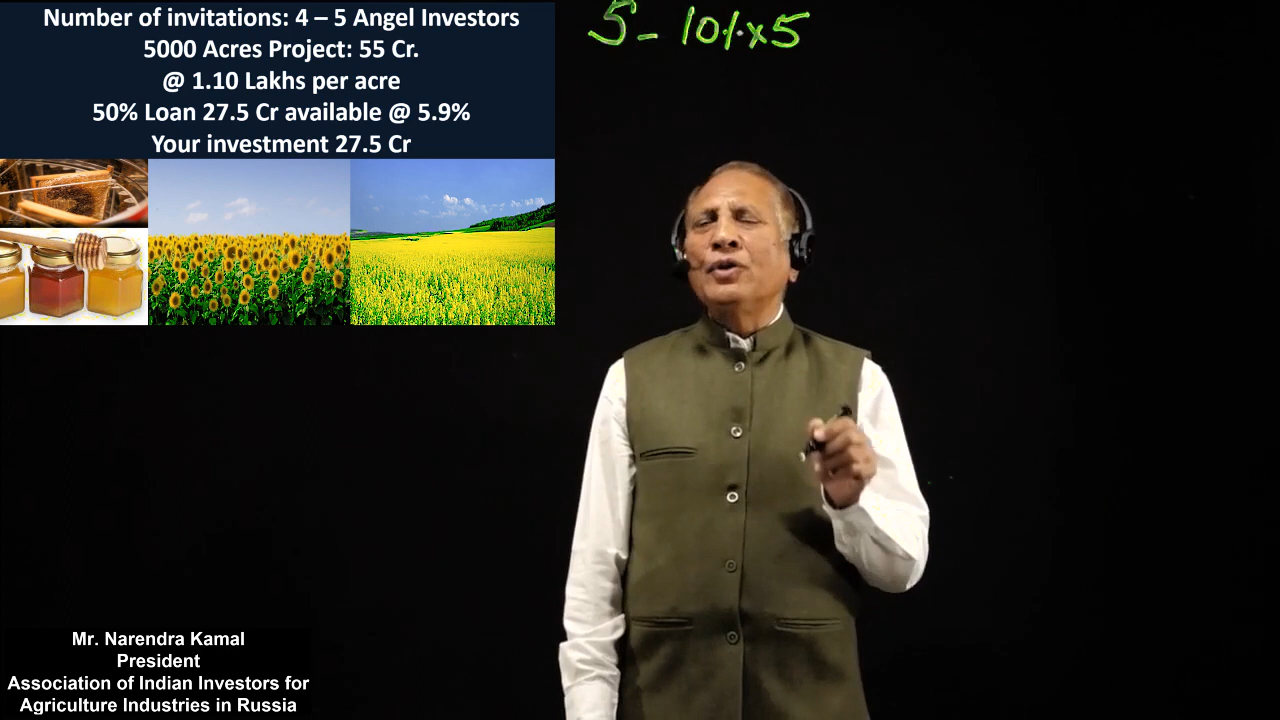 Number of invitations: 4 – 5 Angel Investors
5000 Acres Project: 55 Cr.
@ 1.10 Lakhs per acre
50% Loan 27.5 Cr available @ 5.9%
Your investment 27.5 Cr
5 - 10%x5
Mr. Narendra Kamal
President
Association of Indian Investors for
Agriculture Industries in Russia